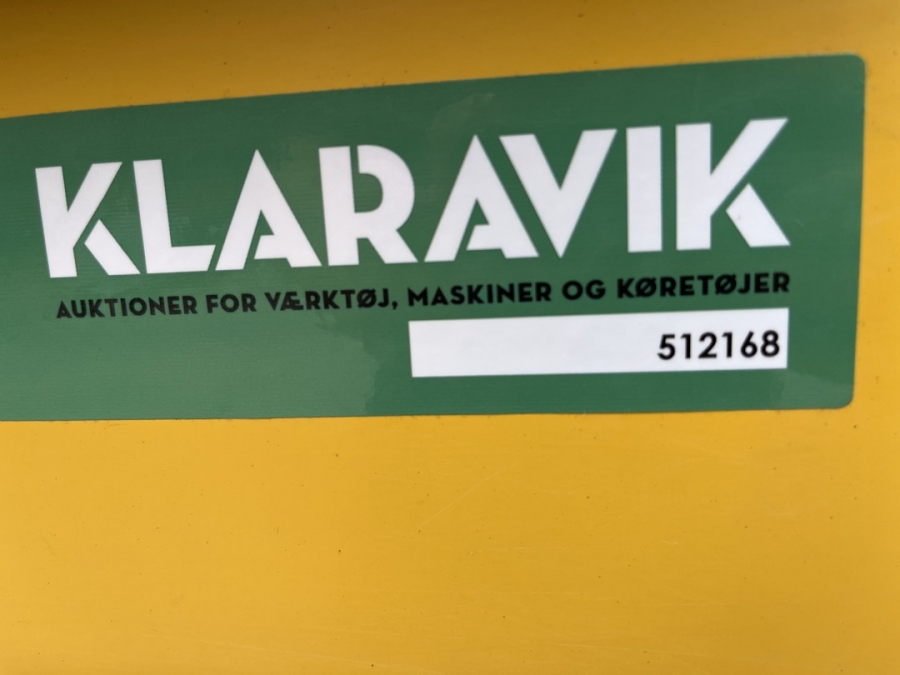 KLARAVIK
AUKTIONER FOR VÆRKTØJ, MASKINER OG KØRETØJER
512168